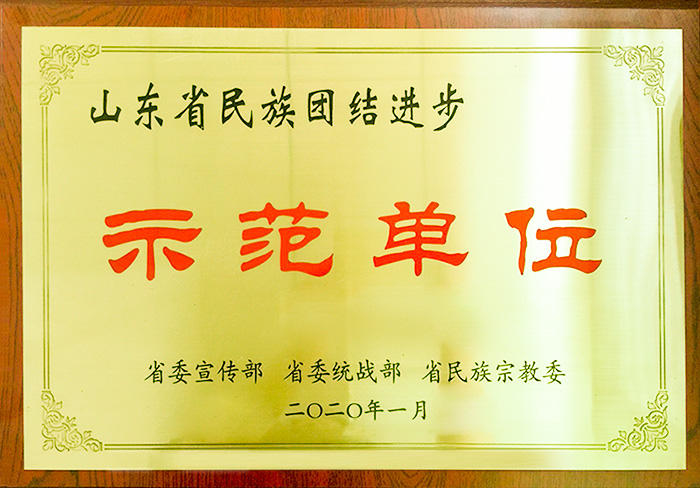 山东省民族团结进步
示范单位
省委宣传部 省委统战部 省民族宗教委
二〇二〇年一月